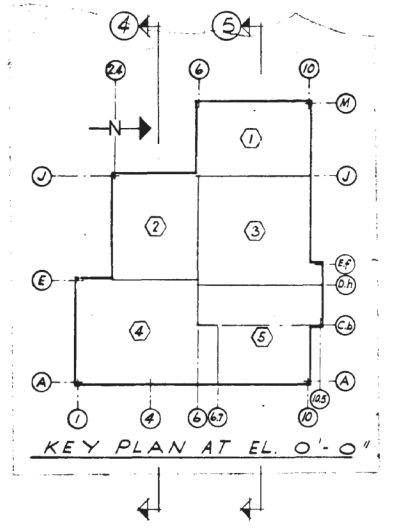 4 5
2.4 6 10
M
N
1
J J
2 3
E.f
E D.h
4 5 C.b
A A
10.5
1 4 6 6.7 10
KEY PLAN AT EL. 0'-0"